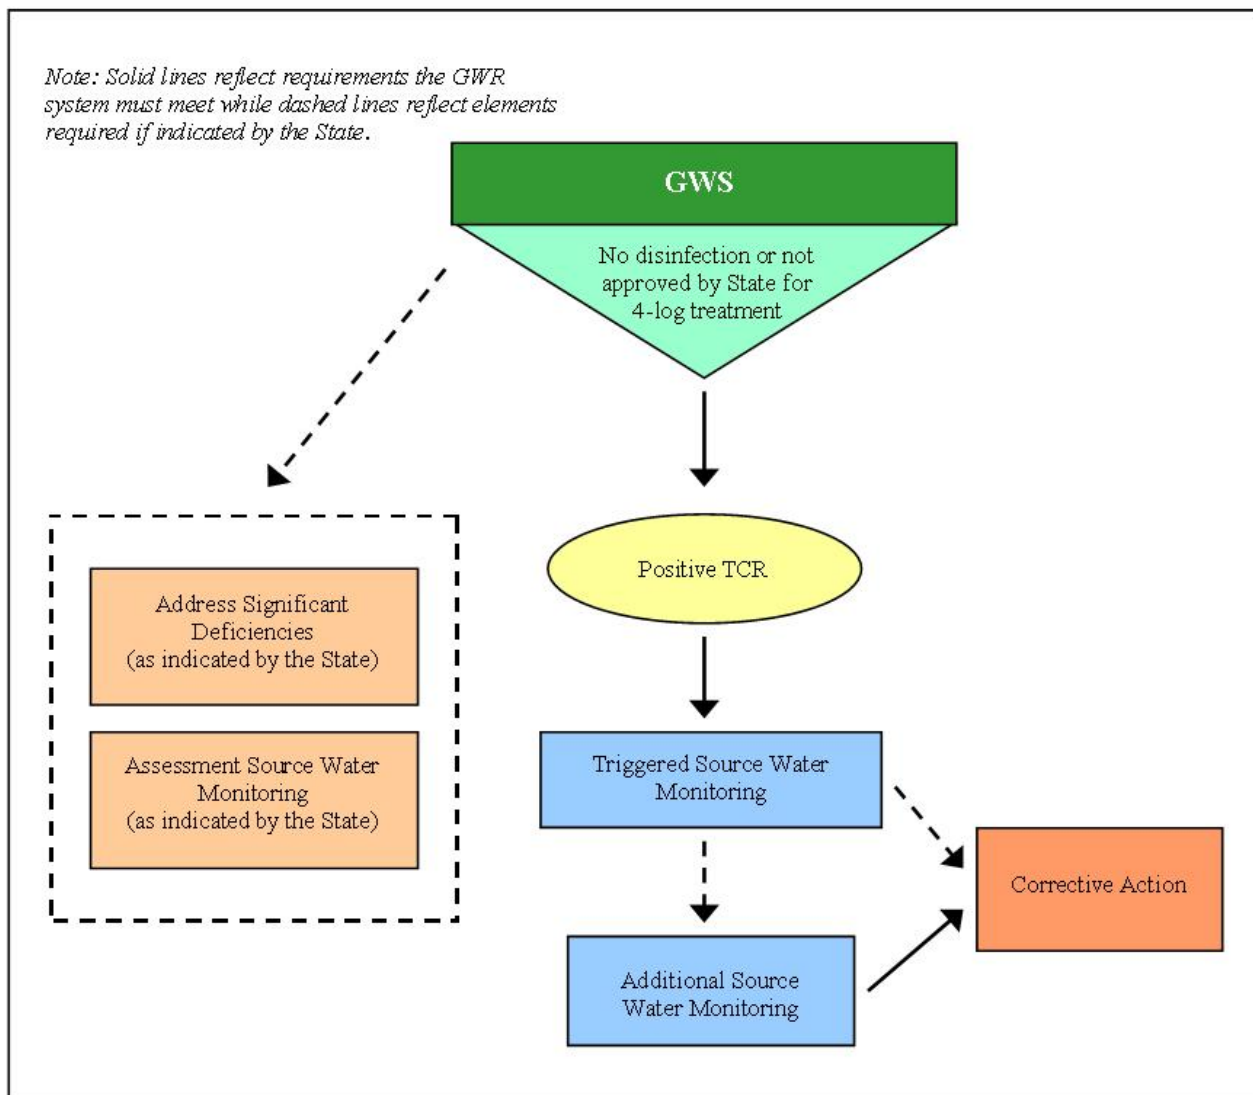 Note: Solid lines reflect requirements the GWR
system must meet while dashed lines reflect elements
required if indicated by the State.
GWS
No disinfection or not
approved by State for
4-log treatment
Positive TCR
Address Significant
Deficiencies
(as indicated by the State)
Assessment Source Water
Monitoring
(as indicated by the State)
Triggered Source Water
Monitoring
Corrective Action
Additional Source
Water Monitoring